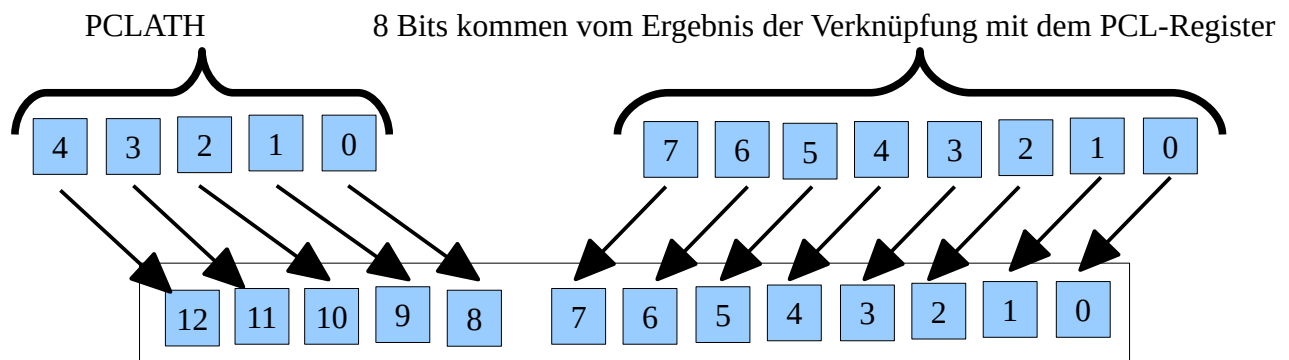 PCLATH 8 Bits kommen vom Ergebnis der Verknüpfung mit dem PCL-Register
4 3 2 1 0 7 6 5 4 3 2 1 0
12 11 10 9 8 7 6 5 4 3 2 1 0